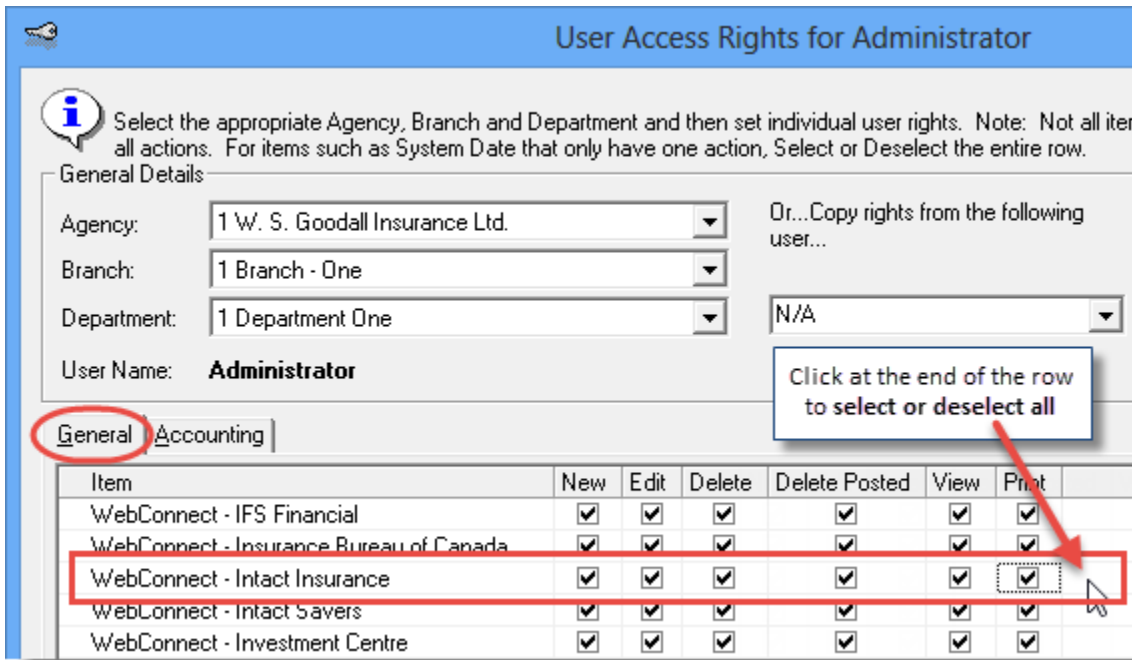 User Access Rights for Administrator
Select the appropriate Agency, Branch and Department and then set individual user rights. Note: Not all
all actions. For items such as System Date that only have one action, Select or Deselect the entire row.
General Details
Agency:
1 W. S. Goodall Insurance Ltd.
Or...Copy rights from the following
user...
Branch:
1 Branch - One
Department:
1 Department One
N/A
User Name:
Administrator
Click at the end of the row
to select or deselect all
General Accounting
Item New Edit Delete Delete Posted View Print
WebConnect - IFS Financial
WebConnect - Insurance Bureau of Canada
WebConnect - Intact Insurance
WebConnect - Intact Savers
WebConnect - Investment Centre